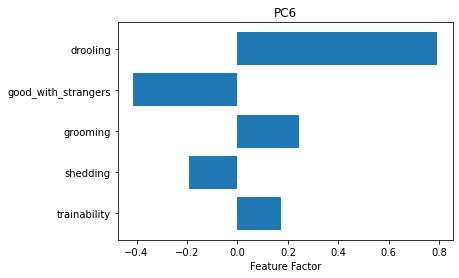 PC6
drooling
good_with_strangers
grooming
shedding
trainability
−0.4 −0.2 0.0 0.2 0.4 0.6 0.8
Feature Factor